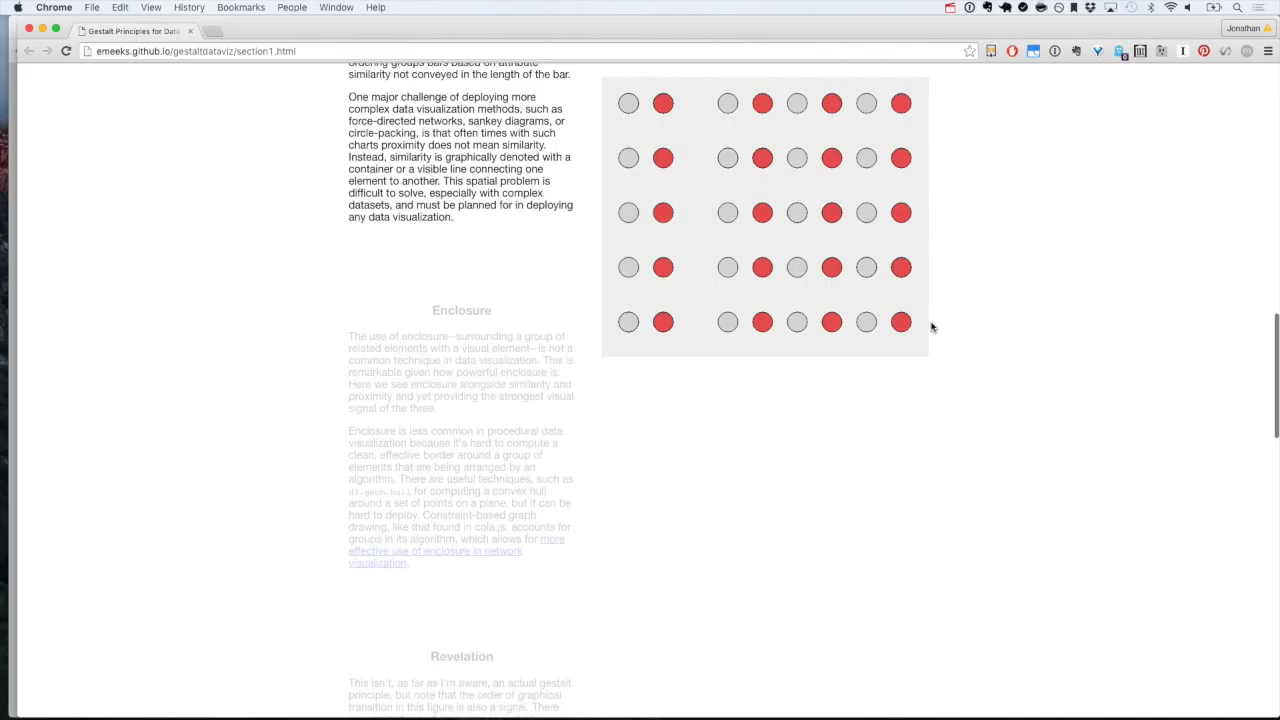 Chrome File Edit View History Bookmarks People Window Help
Gestalt Principles for Data
Jonathan
emeeks.github.io/gestaltdataviz/section1.html
ordering groups bars based on attribute
similarity not conveyed in the length of the bar.
One major challenge of deploying more
complex data visualization methods, such as
force-directed networks, sankey diagrams, or
circle-packing, is that often times with such
charts proximity does not mean similarity.
Instead, similarity is graphically denoted with a
container or a visible line connecting one
element to another. This spatial problem is
difficult to solve, especially with complex
datasets, and must be planned for in deploying
any data visualization.
Enclosure
The use of enclosure--surrounding a group of
related elements with a visual element--is not a
common technique in data visualization. This is
remarkable given how powerful enclosure is.
Here we see enclosure alongside similarity and
proximity and yet providing the strongest visual
signal of the three.
Enclosure is less common in procedural data
visualization because it's hard to compute a
clean, effective border around a group of
elements that are being arranged by an
algorithm. There are useful techniques, such as
d3.geom.hull for computing a convex hull
around a set of points on a plane, but it can be
hard to deploy. Constraint-based graph
drawing, like that found in cola.js, accounts for
groups in its algorithm, which allows for more
effective use of enclosure in network
visualization.
Revelation
This isn't, as far as I'm aware, an actual gestalt
principle, but note that the order of graphical
transition in this figure is also a signal. There